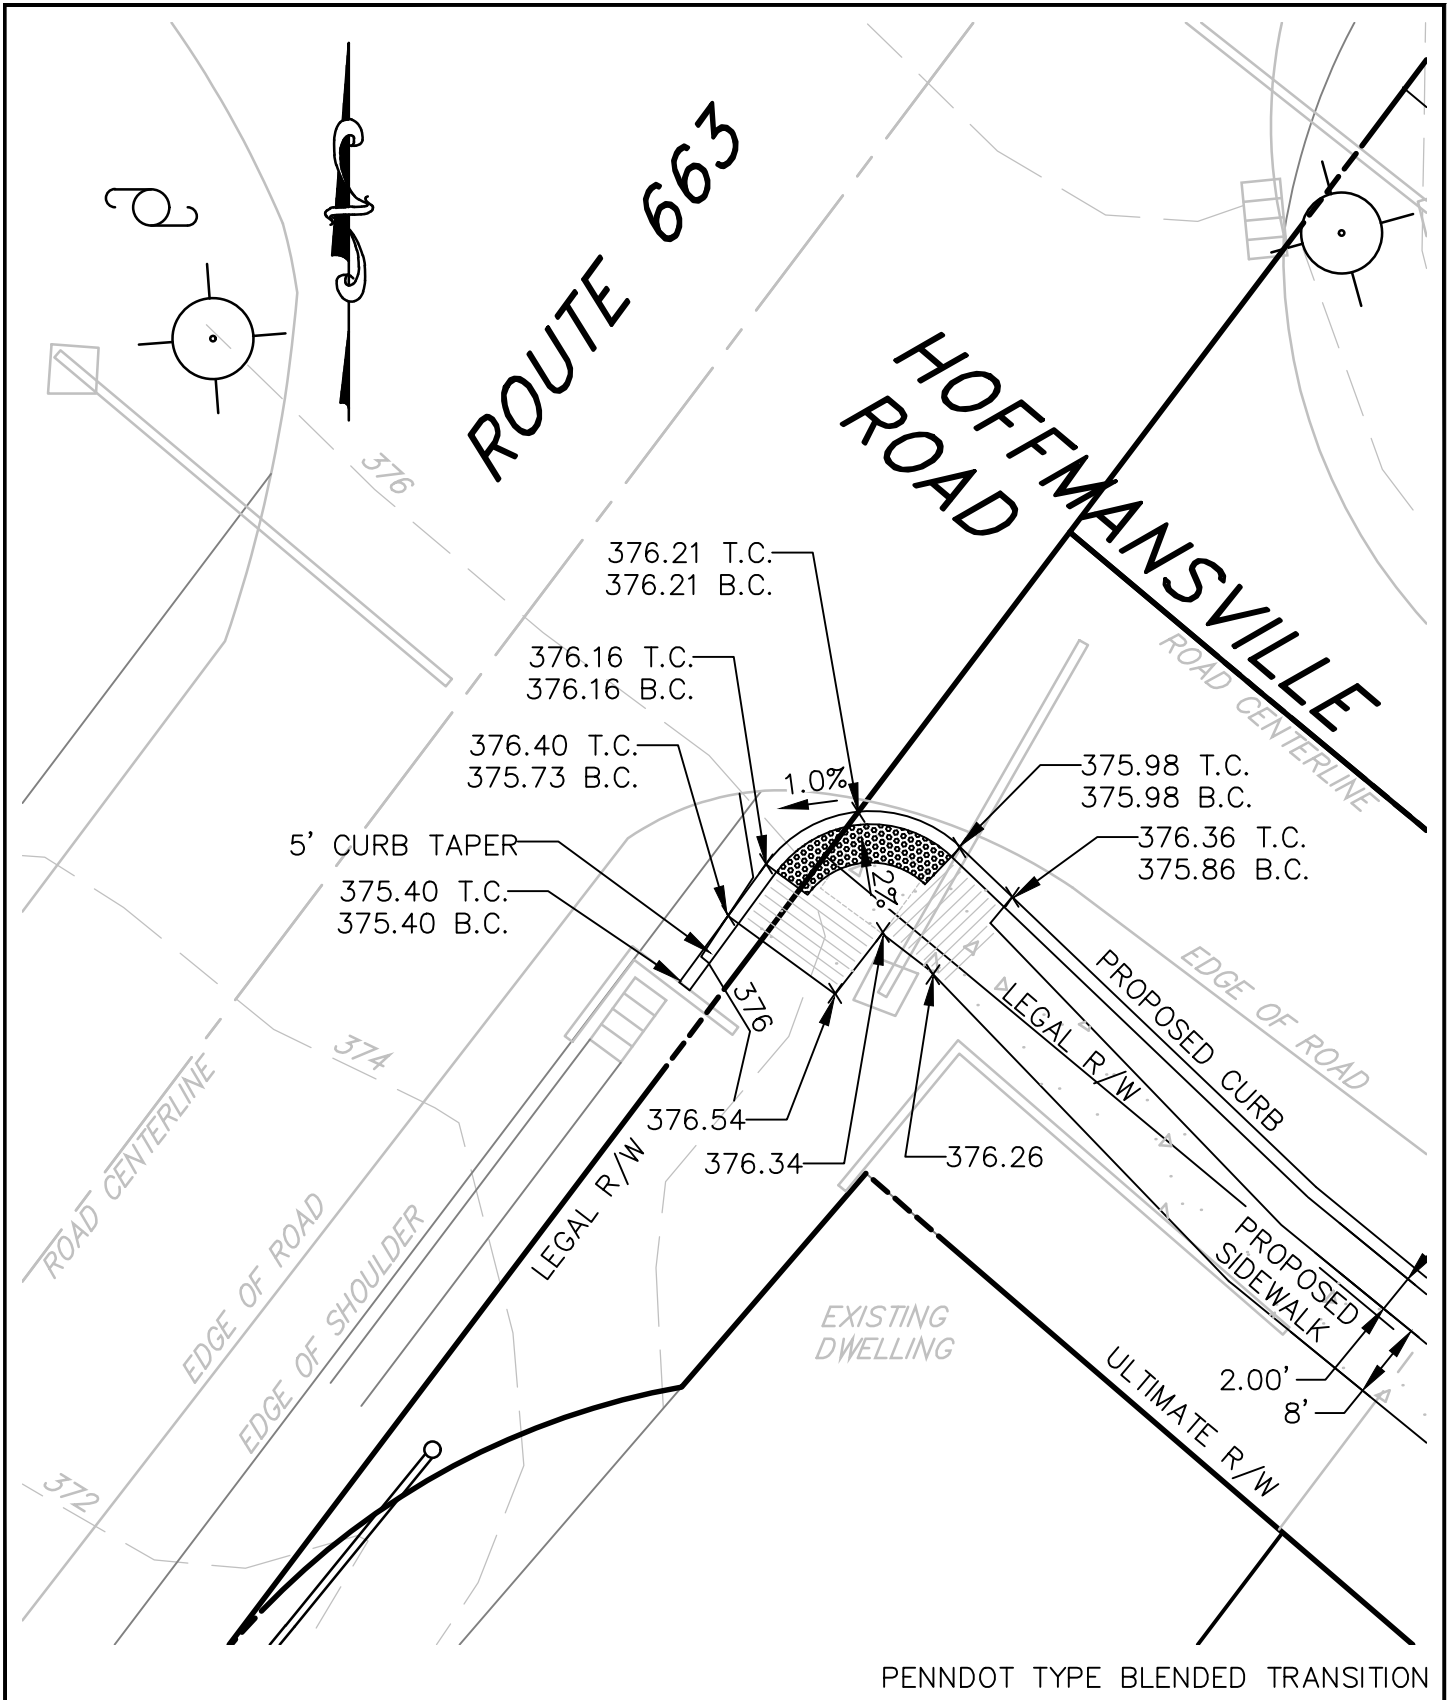 ROUTE 663
HOFFMANSVILLE
ROAD
376
376.21 T.C.
376.21 B.C.
376.16 T.C.
376.16 B.C.
ROAD CENTERLINE
376.40 T.C.
375.73 B.C.
1.0%
375.98 T.C.
375.98 B.C.
5' CURB TAPER
376.36 T.C.
375.86 B.C.
375.40 T.C.
375.40 B.C.
2%
376
LEGAL R/W
PROPOSED CURB
EDGE OF ROAD
374
ROAD CENTERLINE
376.54
376.34
376.26
LEGAL R/W
EDGE OF ROAD
EDGE OF SHOULDER
PROPOSED
SIDEWALK
EXISTING
DWELLING
2.00'
8'
ULTIMATE R/W
372
PENNDOT TYPE BLENDED TRANSITION